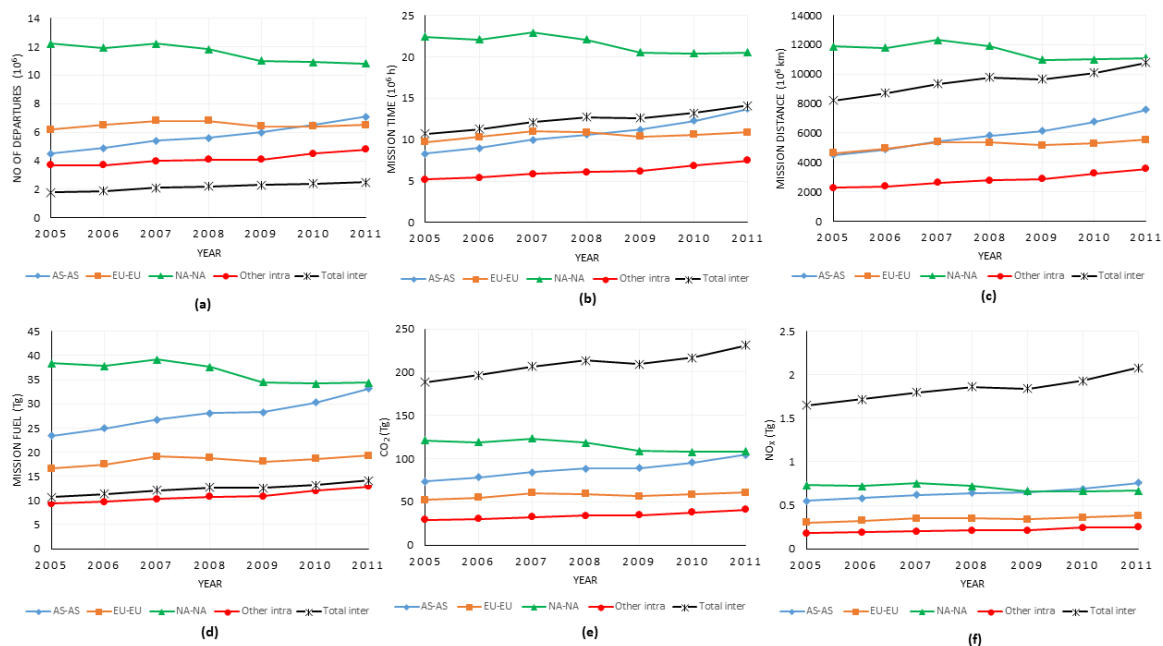 NO OF DEPARTURES (10⁶)
14
12
10
8
6
4
2
0
2005 2006 2007 2008 2009 2010 2011
YEAR
AS-AS EU-EU NA-NA Other intra Total inter
(a)
MISSION TIME (10⁶ h)
25
20
15
10
5
0
2005 2006 2007 2008 2009 2010 2011
YEAR
AS-AS EU-EU NA-NA Other intra Total inter
(b)
MISSION DISTANCE (10⁶ km)
14000
12000
10000
8000
6000
4000
2000
0
2005 2006 2007 2008 2009 2010 2011
YEAR
AS-AS EU-EU NA-NA Other intra Total inter
(c)
MISSION FUEL (Tg)
45
40
35
30
25
20
15
10
5
0
2005 2006 2007 2008 2009 2010 2011
YEAR
AS-AS EU-EU NA-NA Other intra Total inter
(d)
CO₂ (Tg)
250
200
150
100
50
0
2005 2006 2007 2008 2009 2010 2011
YEAR
AS-AS EU-EU NA-NA Other intra Total inter
(e)
NOₓ (Tg)
2.5
2
1.5
1
0.5
0
2005 2006 2007 2008 2009 2010 2011
YEAR
AS-AS EU-EU NA-NA Other intra Total inter
(f)